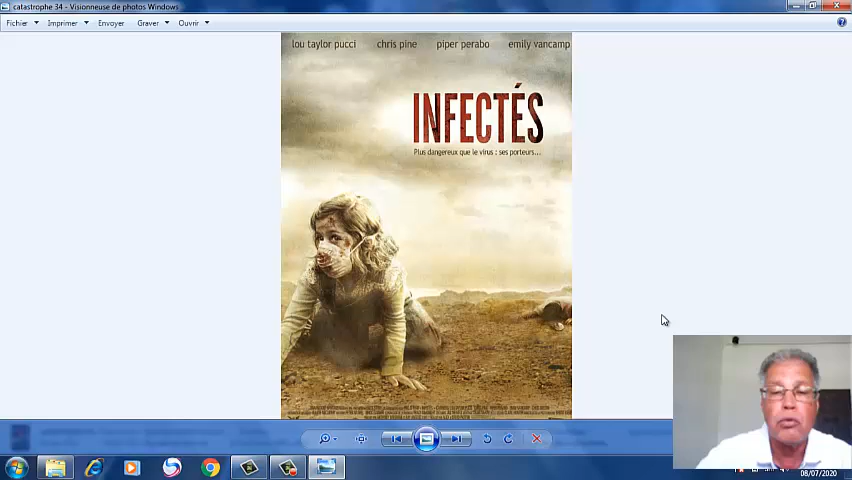 catastrophe 34 - Visionneuse de photos Windows
Fichier Imprimer Envoyer Graver Ouvrir
lou taylor pucci chris pine piper perabo emily vancamp
INFECTÉS
Plus dangereux que le virus : ses porteurs...
08/07/2020